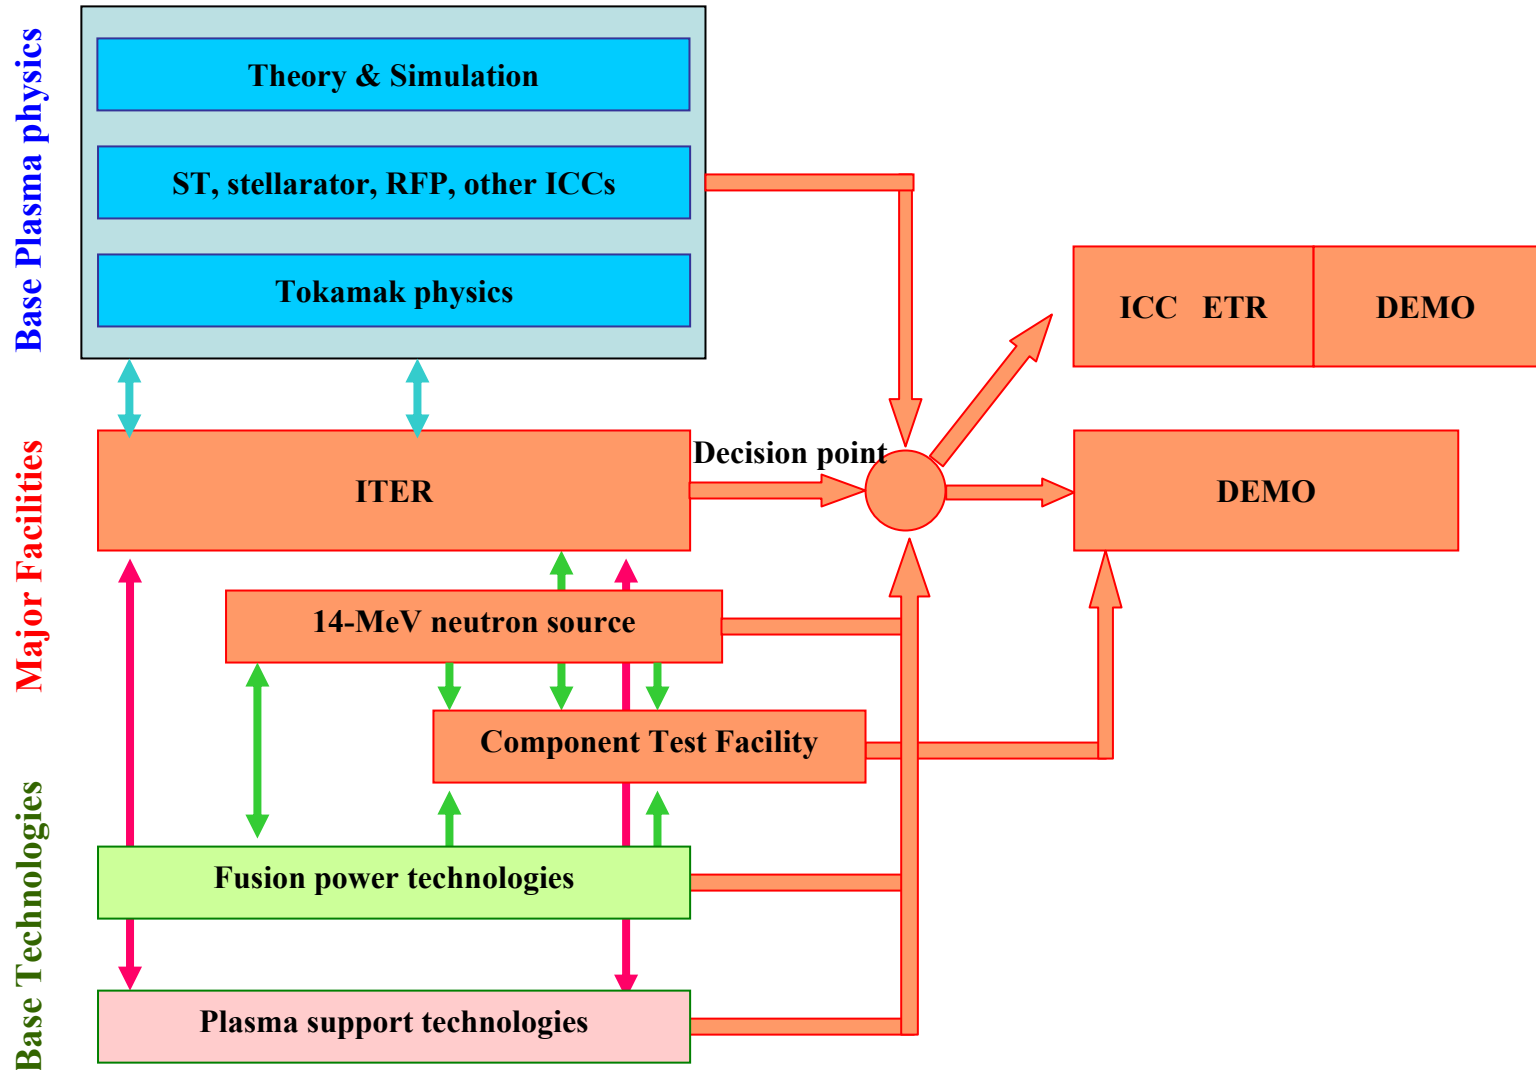 Base Plasma physics
Theory & Simulation
ST, stellarator, RFP, other ICCs
Tokamak physics
ICC ETR
DEMO
Major Facilities
Decision point
ITER
DEMO
14-MeV neutron source
Component Test Facility
Base Technologies
Fusion power technologies
Plasma support technologies